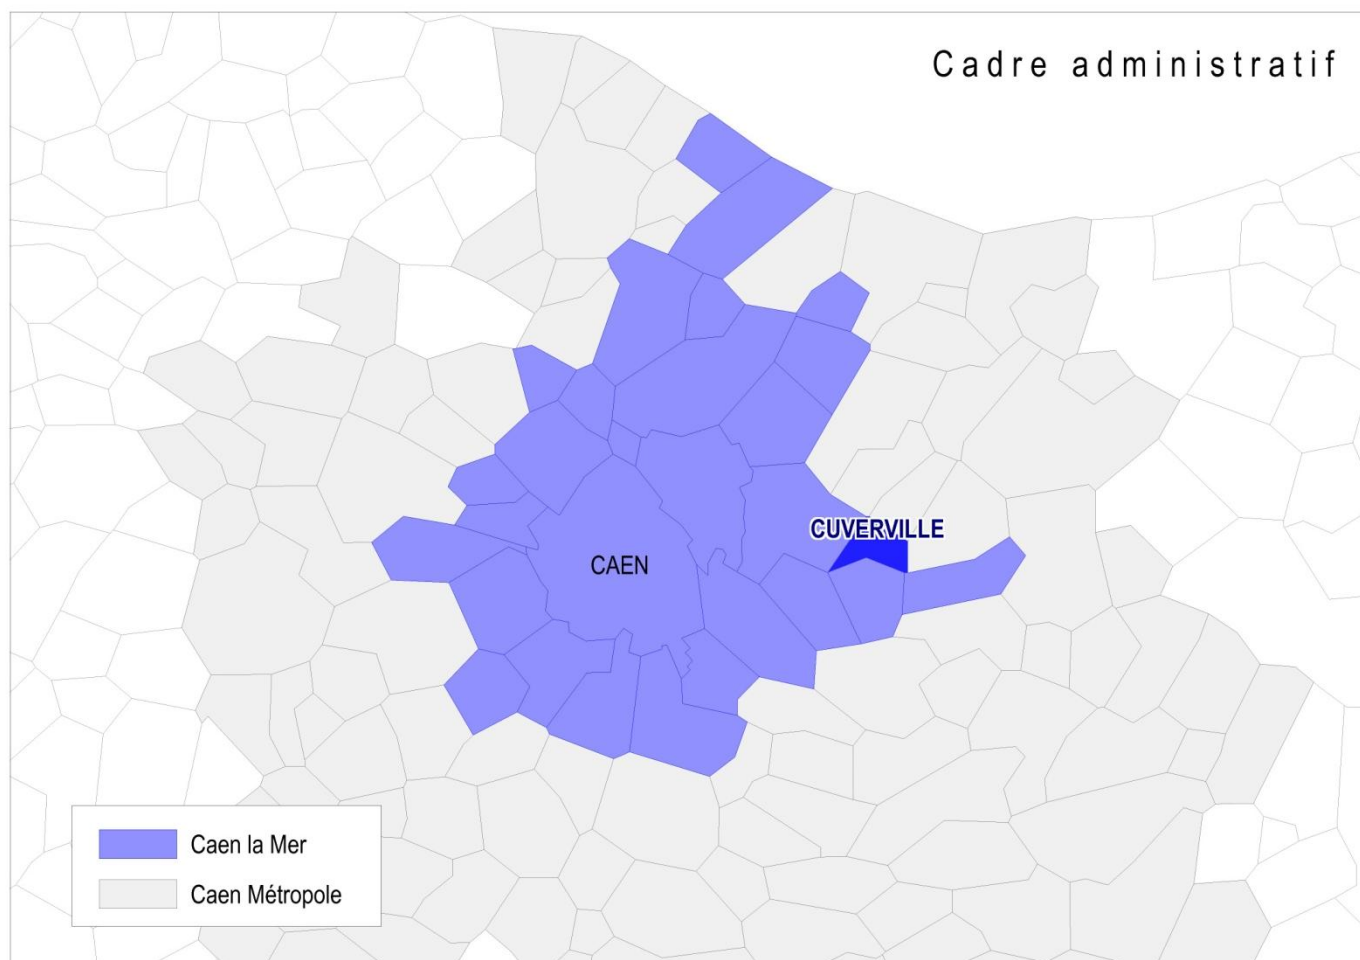 Cadre administratif
CUVERVILLE
CAEN
Caen la Mer
Caen Métropole